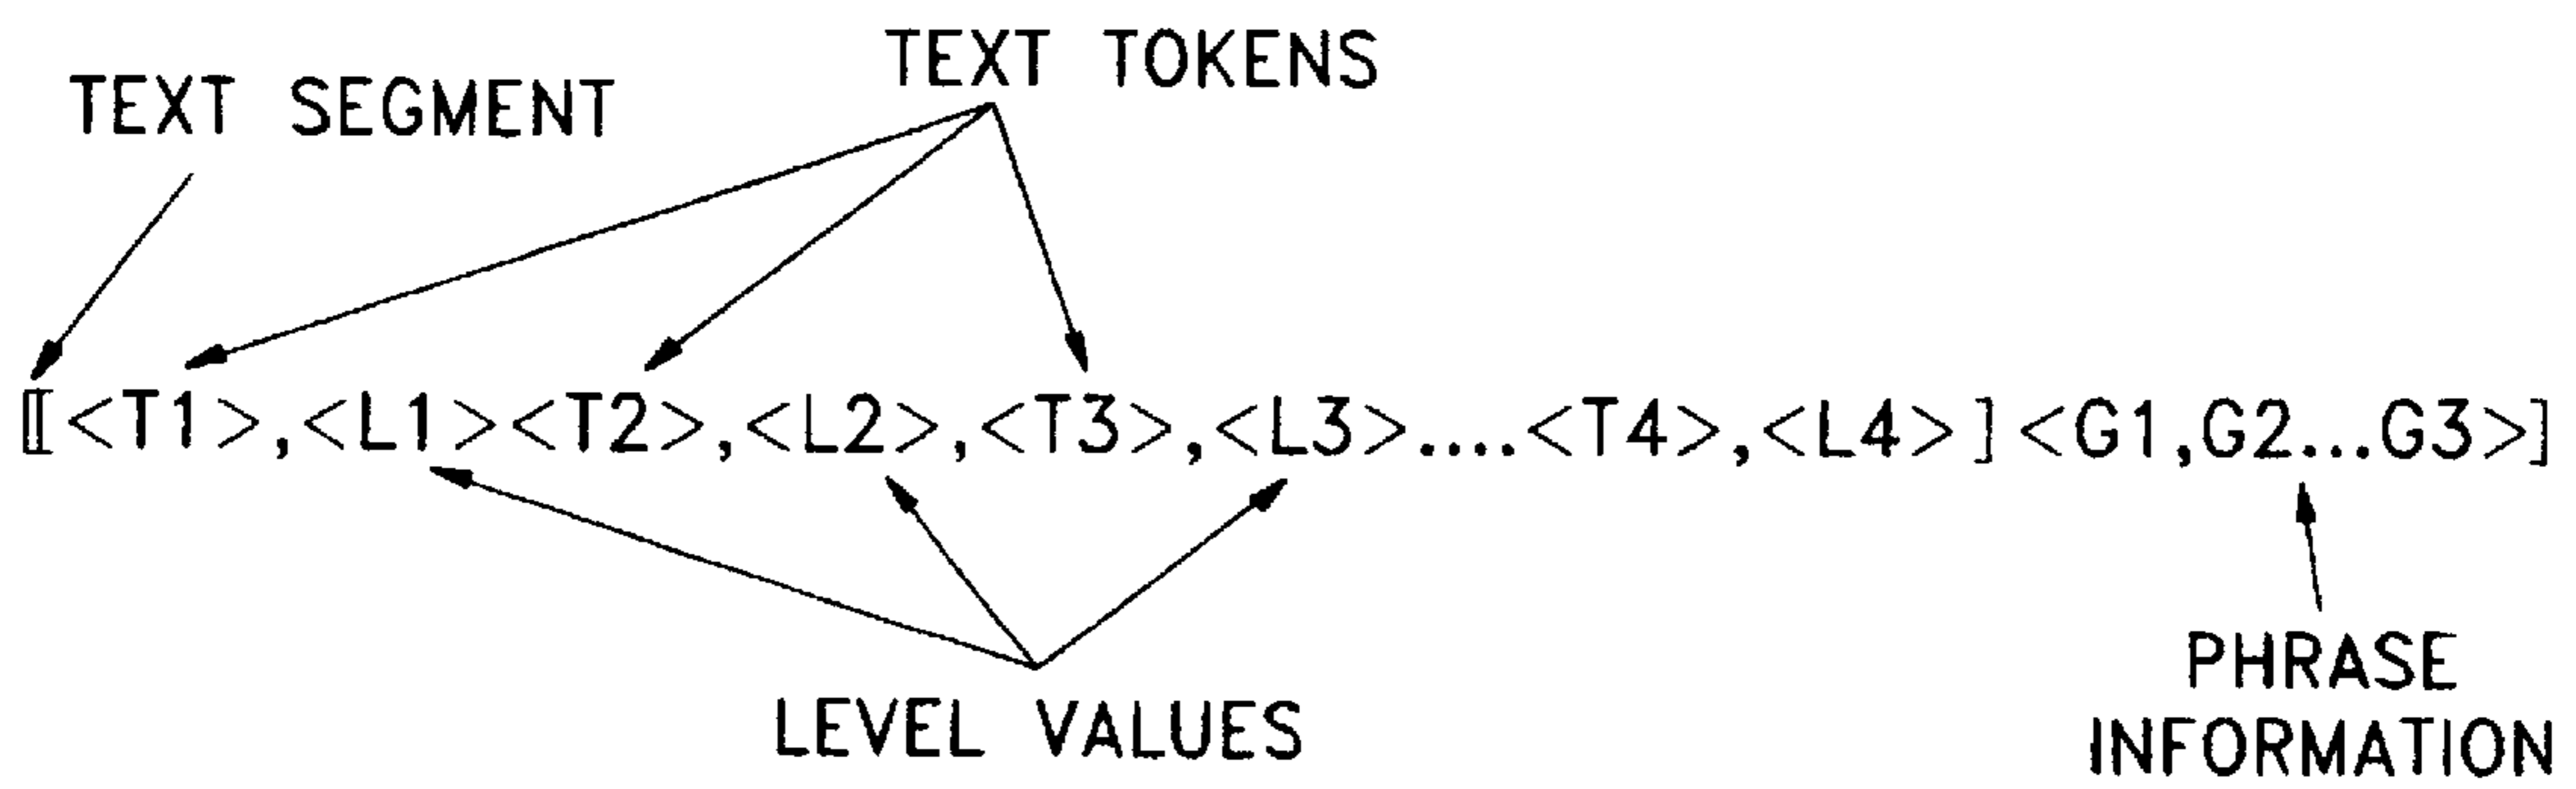 TEXT TOKENS
TEXT SEGMENT
[[<T1>,<L1><T2>,<L2>,<T3>,<L3>....<T4>,<L4>]<G1,G2...G3>]
LEVEL VALUES
PHRASE
INFORMATION